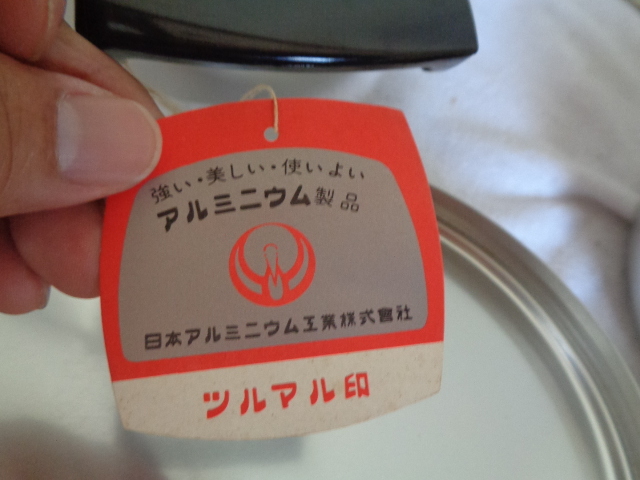 強い・美しい・使いよい
アルミニウム製品
日本アルミニウム工業株式會社
ツルマル印